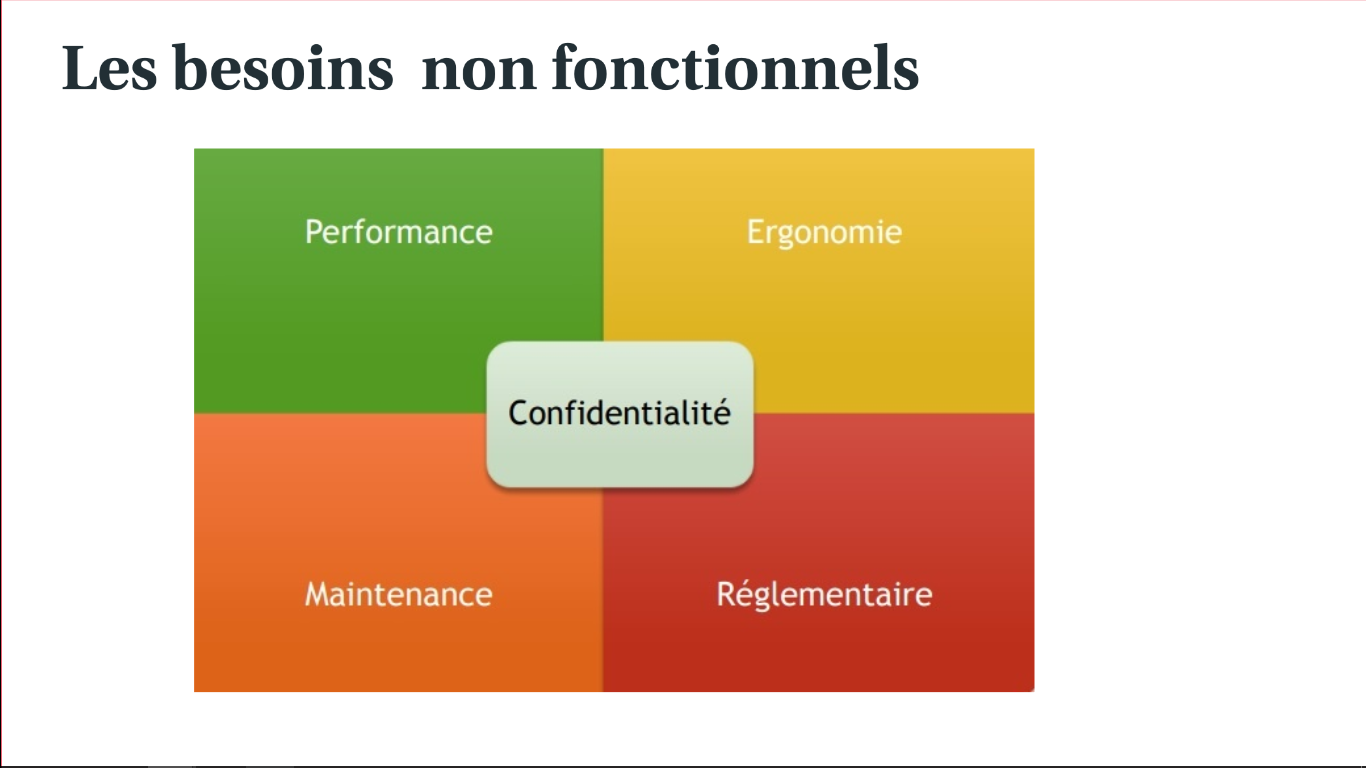 Les besoins  non fonctionnels
Performance
Ergonomie
Confidentialité
Maintenance
Réglementaire